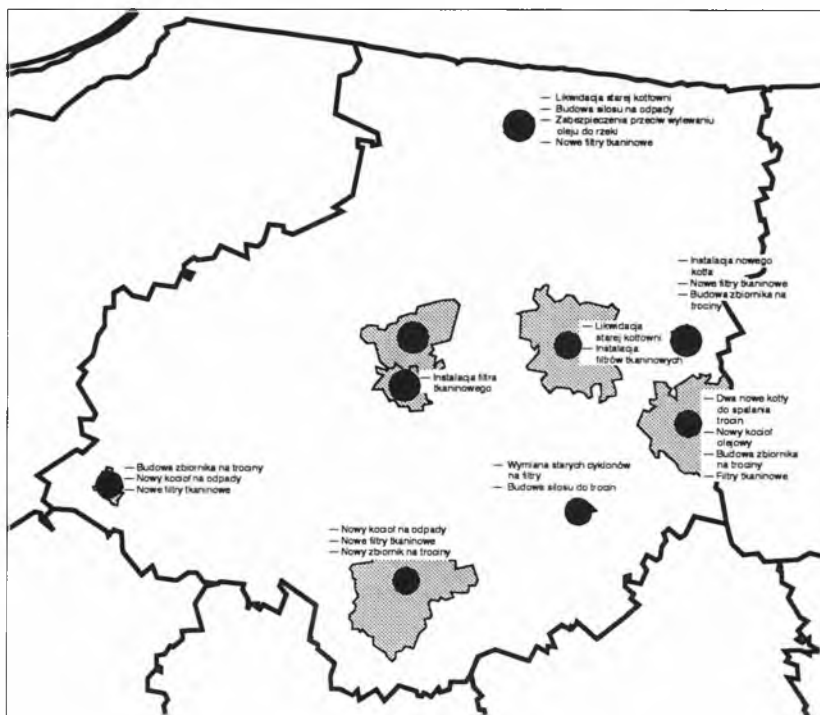 — Likwidacja starej kotłowni
— Budowa silosu na odpady
— Zabezpieczenia przeciw wylewaniu
oleju do rzeki
— Nowe filtry tkaninowe
— Instalacja nowego
kotła
— Nowe filtry tkaninowe
— Budowa zbiornika na
trociny
— Likwidacja
starej kotłowni
— Instalacja
filtrów tkaninowych
— Instalacja filtra
tkaninowego
— Dwa nowe kotły
do spalania
trocin
— Nowy kocioł
olejowy
— Budowa zbiornika
na trociny
— Filtry tkaninowe
— Budowa zbiornika na trociny
— Nowy kocioł na odpady
— Nowe filtry tkaninowe
— Wymiana starych cyklonów
na filtry
— Budowa silosu do trocin
— Nowy kocioł na odpady
— Nowe filtry tkaninowe
— Nowy zbiornik na trociny